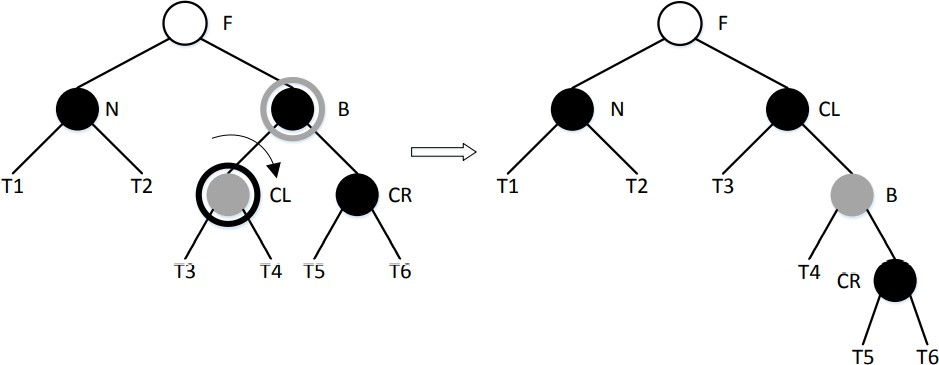 F F
N B N CL
T1 T2 CL CR T1 T2 T3 B
T3 T4 T5 T6 T4 CR
T5 T6